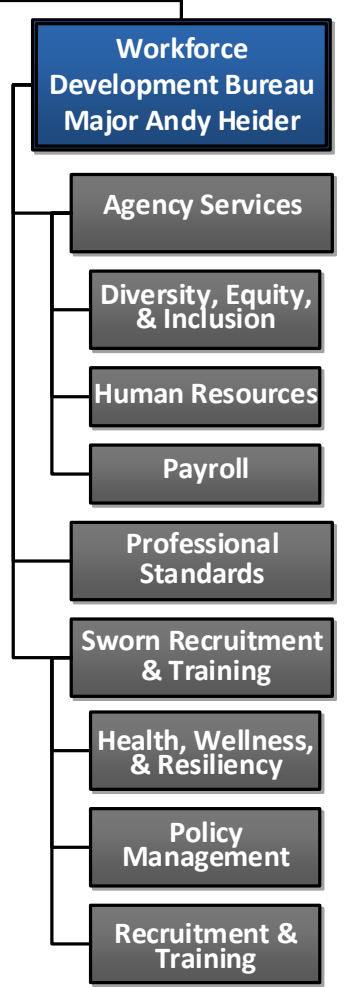 Workforce
Development Bureau
Major Andy Heider
Agency Services
Diversity, Equity,
& Inclusion
Human Resources
Payroll
Professional
Standards
Sworn Recruitment
& Training
Health, Wellness,
& Resiliency
Policy
Management
Recruitment &
Training